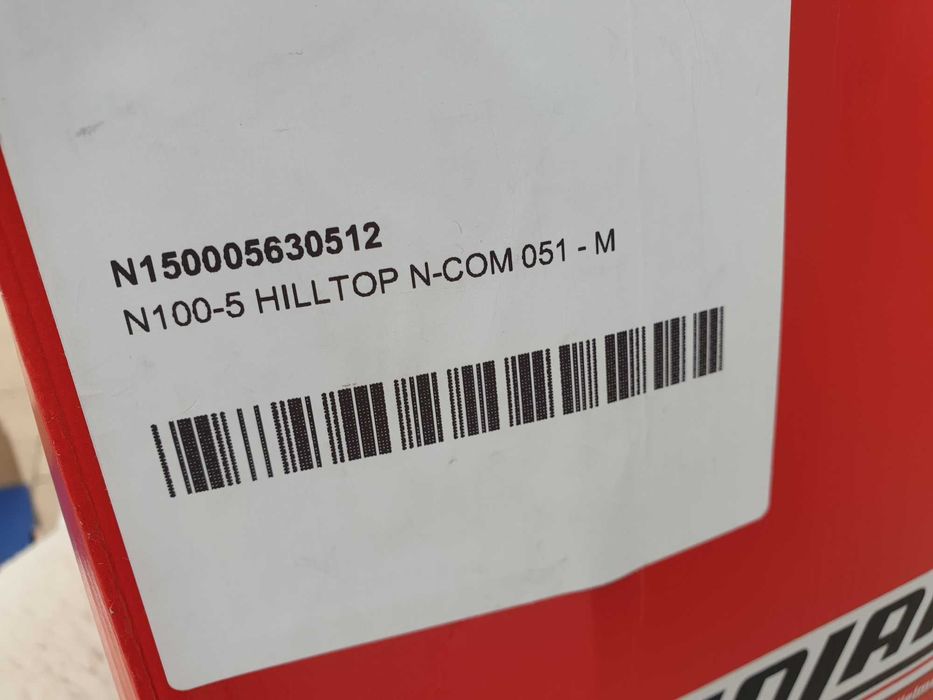 N150005630512
N100-5 HILLTOP N-COM 051 - M